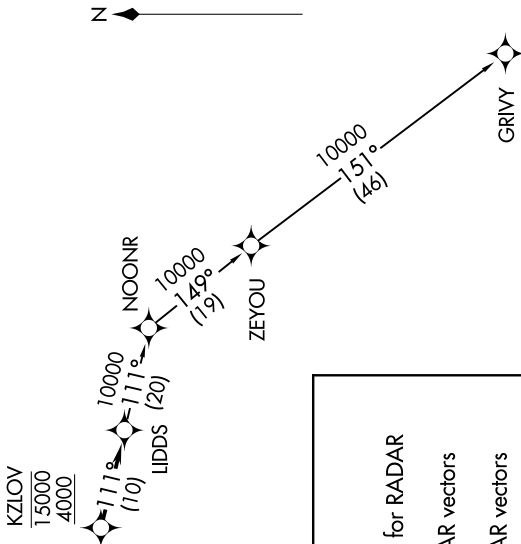 N
GRIVY
10000
151°
(46)
ZEYOU
10000
149°
(19)
NOONR
10000
111°
(20)
LIDDS
111°
(10)
KZLOV
15000
4000
for RADAR
AR vectors
AR vectors